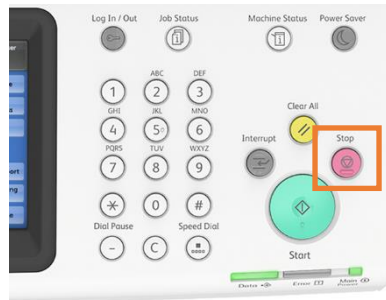 Log In / Out
Job Status
Machine Status
Power Saver
ABC
DEF
1
2
3
GHI
JKL
MNO
4
5
6
PQRS
TUV
WXYZ
7
8
9
0
#
Dial Pause
Speed Dial
C
Clear All
Interrupt
Stop
Start
ort
ng
Data
Error
Main
Power